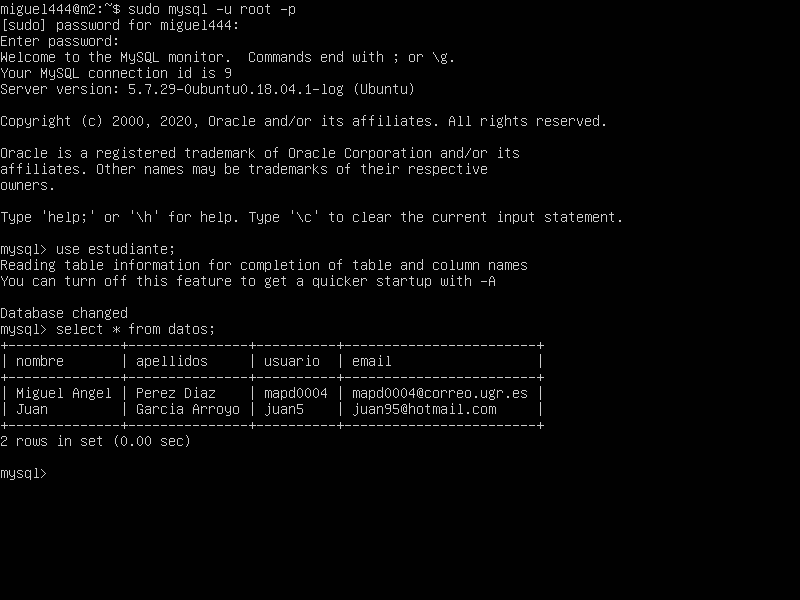 miguel444@m2:~$ sudo mysql -u root -p
[sudo] password for miguel444:
Enter password:
Welcome to the MySQL monitor.  Commands end with ; or \g.
Your MySQL connection id is 9
Server version: 5.7.29-0ubuntu0.18.04.1-log (Ubuntu)

Copyright (c) 2000, 2020, Oracle and/or its affiliates. All rights reserved.

Oracle is a registered trademark of Oracle Corporation and/or its
affiliates. Other names may be trademarks of their respective
owners.

Type 'help;' or '\h' for help. Type '\c' to clear the current input statement.

mysql> use estudiante;
Reading table information for completion of table and column names
You can turn off this feature to get a quicker startup with -A

Database changed
mysql> select * from datos;
+--------------+---------------+----------+------------------------+
| nombre       | apellidos     | usuario  | email                  |
+--------------+---------------+----------+------------------------+
| Miguel Angel | Perez Diaz    | mapd0004 | mapd0004@correo.ugr.es |
| Juan         | Garcia Arroyo | juan5    | juan95@hotmail.com     |
+--------------+---------------+----------+------------------------+
2 rows in set (0.00 sec)

mysql>